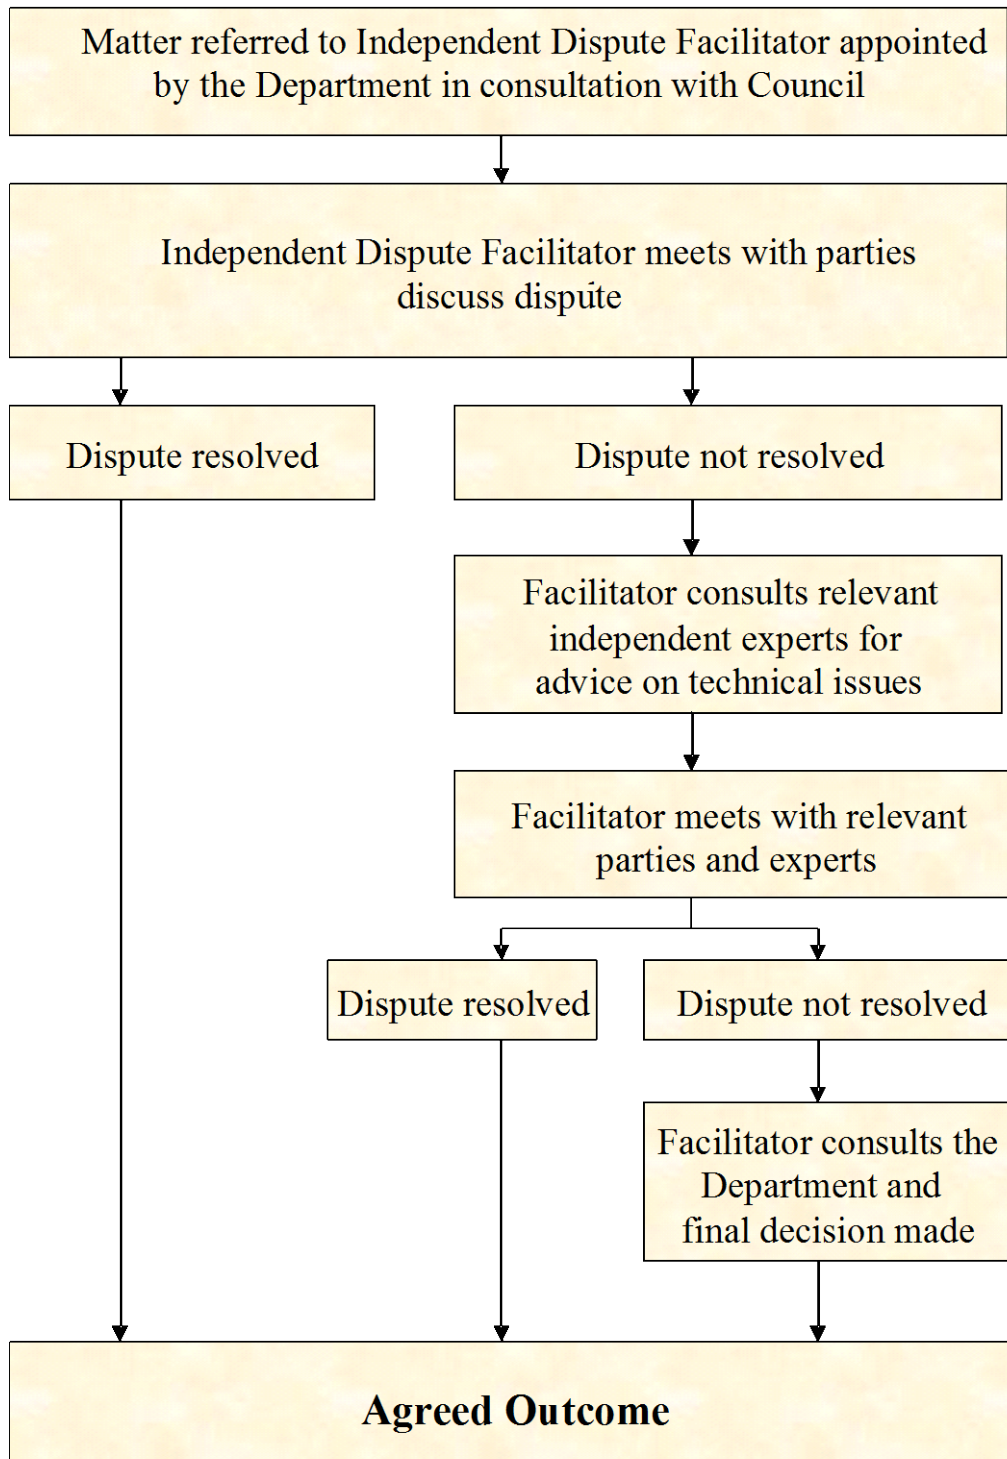 Matter referred to Independent Dispute Facilitator appointed
by the Department in consultation with Council
Independent Dispute Facilitator meets with parties
discuss dispute
Dispute resolved
Dispute not resolved
Facilitator consults relevant
independent experts for
advice on technical issues
Facilitator meets with relevant
parties and experts
Dispute resolved
Dispute not resolved
Facilitator consults the
Department and
final decision made
Agreed Outcome